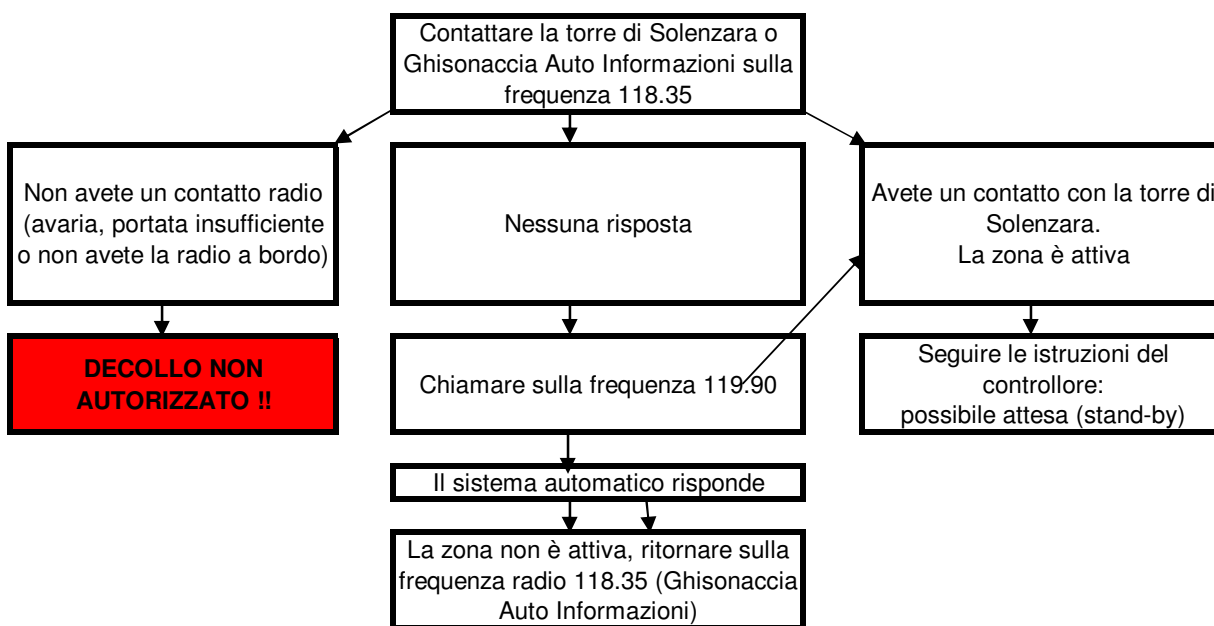 Contattare la torre di Solenzara o
Ghisonaccia Auto Informazioni sulla
frequenza 118.35
Non avete un contatto radio
(avaria, portata insufficiente
o non avete la radio a bordo)
Nessuna risposta
Avete un contatto con la torre di
Solenzara.
La zona è attiva
DECOLLO NON
AUTORIZZATO !!
Chiamare sulla frequenza 119.90
Seguire le istruzioni del
controllore:
possibile attesa (stand-by)
Il sistema automatico risponde
La zona non è attiva, ritornare sulla
frequenza radio 118.35 (Ghisonaccia
Auto Informazioni)